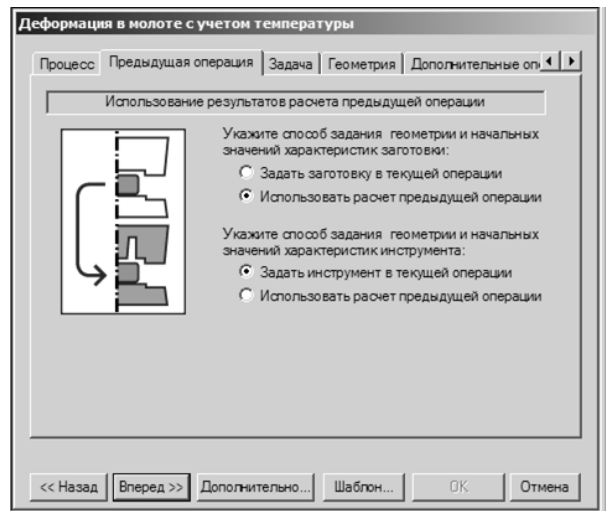 Деформация в молоте с учетом температуры
Процесс
Предыдущая операция
Задача
Геометрия
Дополнительные
Использование результатов расчета предыдущей операции
Укажите способ задания геометрии и начальных
значений характеристик заготовки:
Задать заготовку в текущей операции
Использовать расчет предыдущей операции
Укажите способ задания геометрии и начальных
значений характеристик инструмента:
Задать инструмент в текущей операции
Использовать расчет предыдущей операции
<< Назад
Вперед >>
Дополнительно...
Шаблон...
OK
Отмена